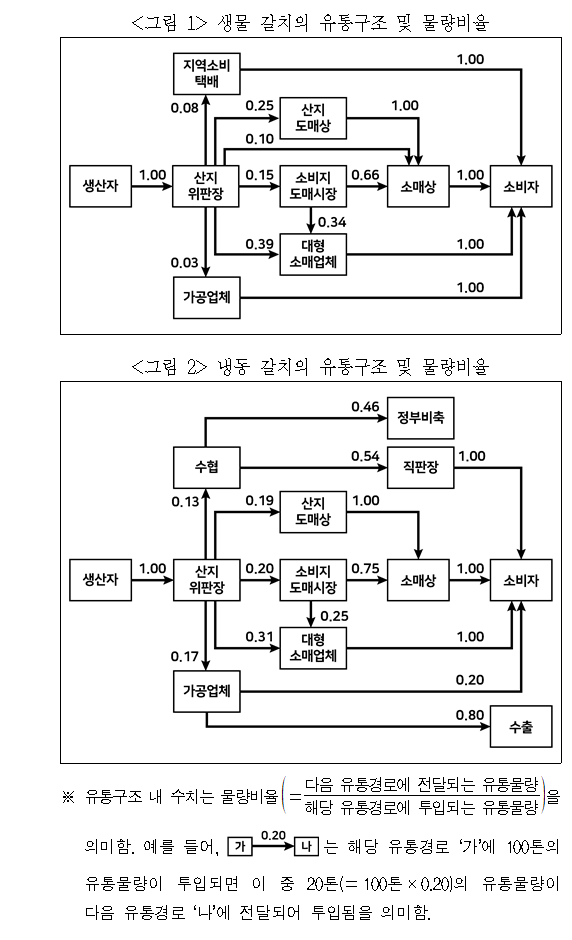 <그림 1> 생물 갈치의 유통구조 및 물량비율
지역소비
택배
1.00
0.08
0.25
산지
도매상
1.00
0.10
생산자
1.00
산지
위판장
0.15
소비지
도매시장
0.66
소매상
1.00
소비자
0.34
0.39
대형
소매업체
1.00
0.03
가공업체
1.00
<그림 2> 냉동 갈치의 유통구조 및 물량비율
0.46
정부비축
수협
0.54
직판장
1.00
0.13
0.19
산지
도매상
1.00
생산자
1.00
산지
위판장
0.20
소비지
도매시장
0.75
소매상
1.00
소비자
0.25
0.31
대형
소매업체
1.00
0.17
가공업체
0.20
0.80
수출
※ 유통구조 내 수치는 물량비율(= 다음 유통경로에 전달되는 유통물량 / 해당 유통경로에 투입되는 유통물량)을
의미함. 예를 들어, 가 0.20 나 는 해당 유통경로 ‘가’에 100톤의
유통물량이 투입되면 이 중 20톤(= 100톤 × 0.20)의 유통물량이
다음 유통경로 ‘나’에 전달되어 투입됨을 의미함.